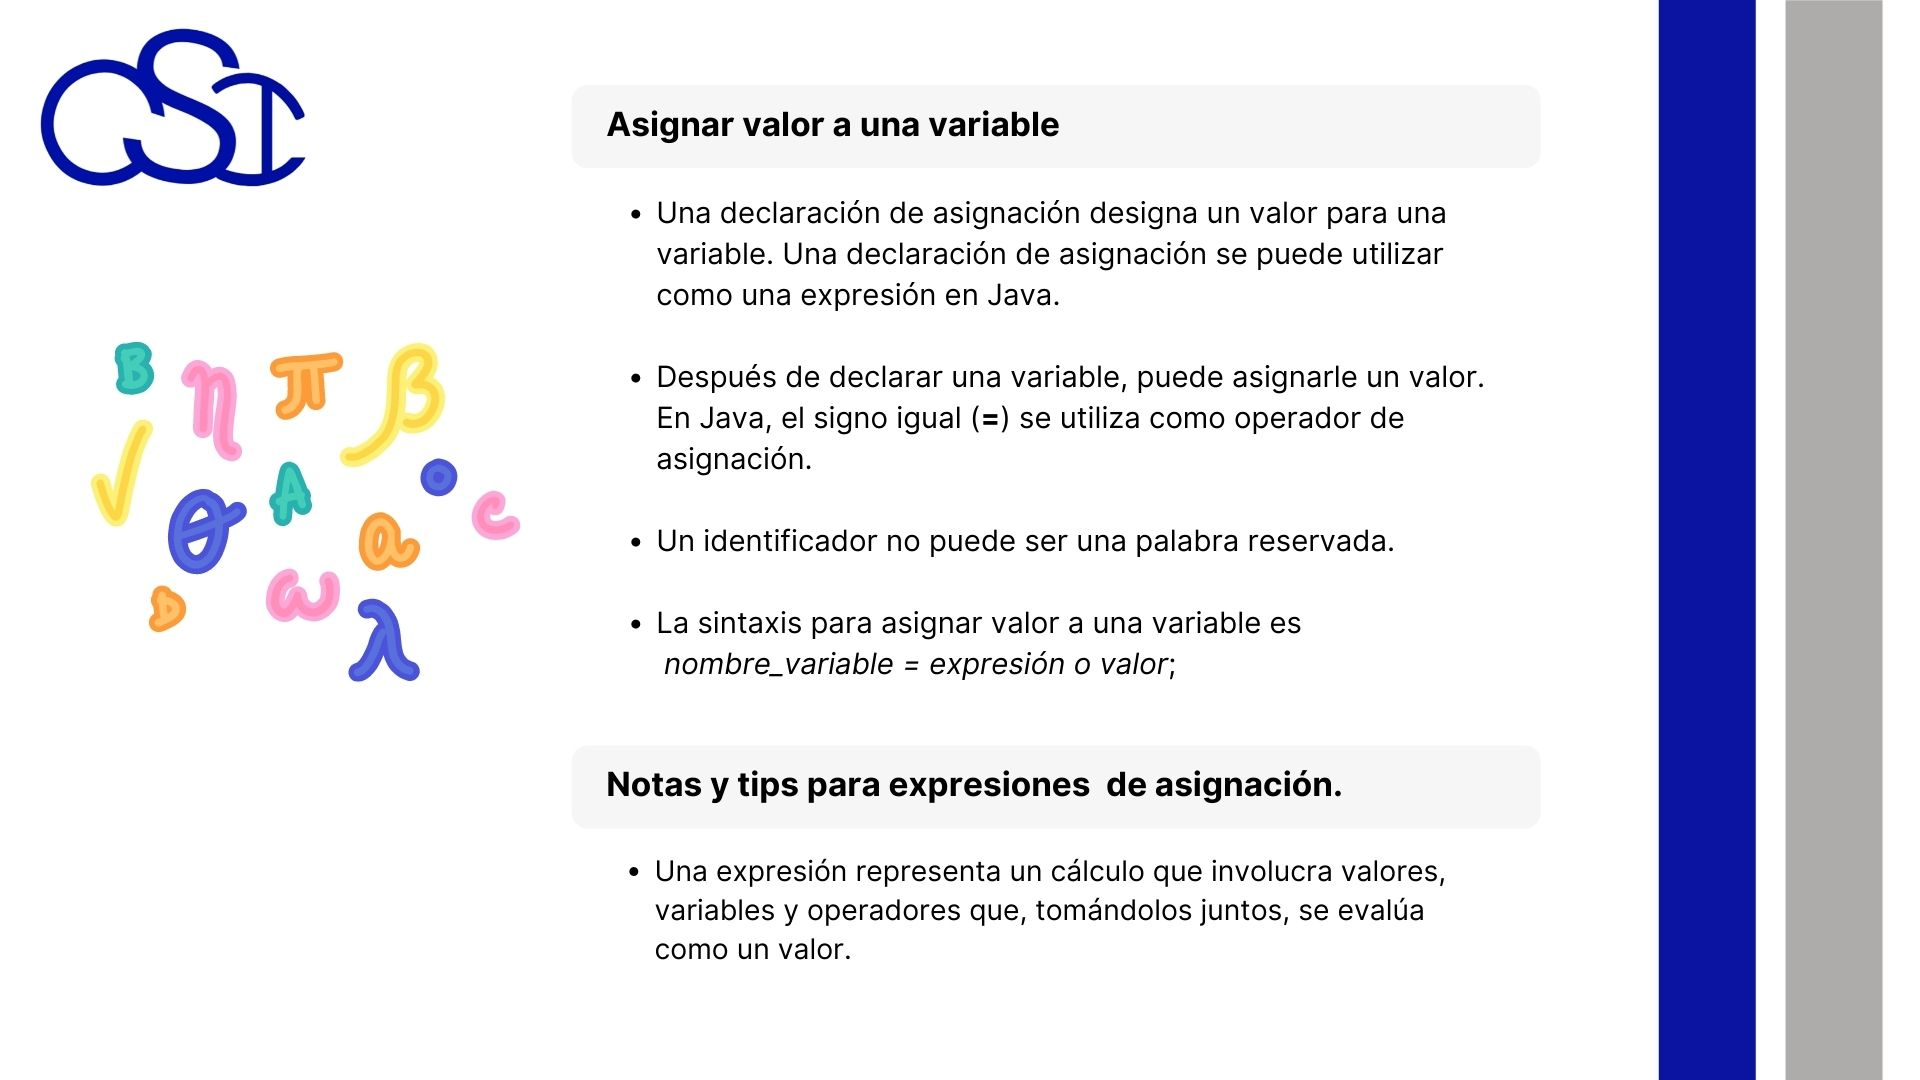 CSTI
Asignar valor a una variable
• Una declaración de asignación designa un valor para una
variable. Una declaración de asignación se puede utilizar
como una expresión en Java.
• Después de declarar una variable, puede asignarle un valor.
En Java, el signo igual (=) se utiliza como operador de
asignación.
• Un identificador no puede ser una palabra reservada.
• La sintaxis para asignar valor a una variable es
nombre_variable = expresión o valor;
B η π β
√ θ A a c
D ω λ
Notas y tips para expresiones  de asignación.
• Una expresión representa un cálculo que involucra valores,
variables y operadores que, tomándolos juntos, se evalúa
como un valor.